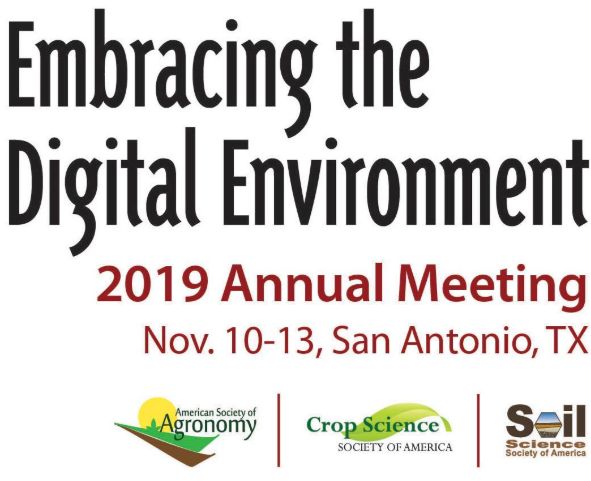 Embracing the
Digital Environment
2019 Annual Meeting
Nov. 10-13, San Antonio, TX
American Society of
Agronomy
Crop Science
SOCIETY OF AMERICA
Soil
Science
Society of America